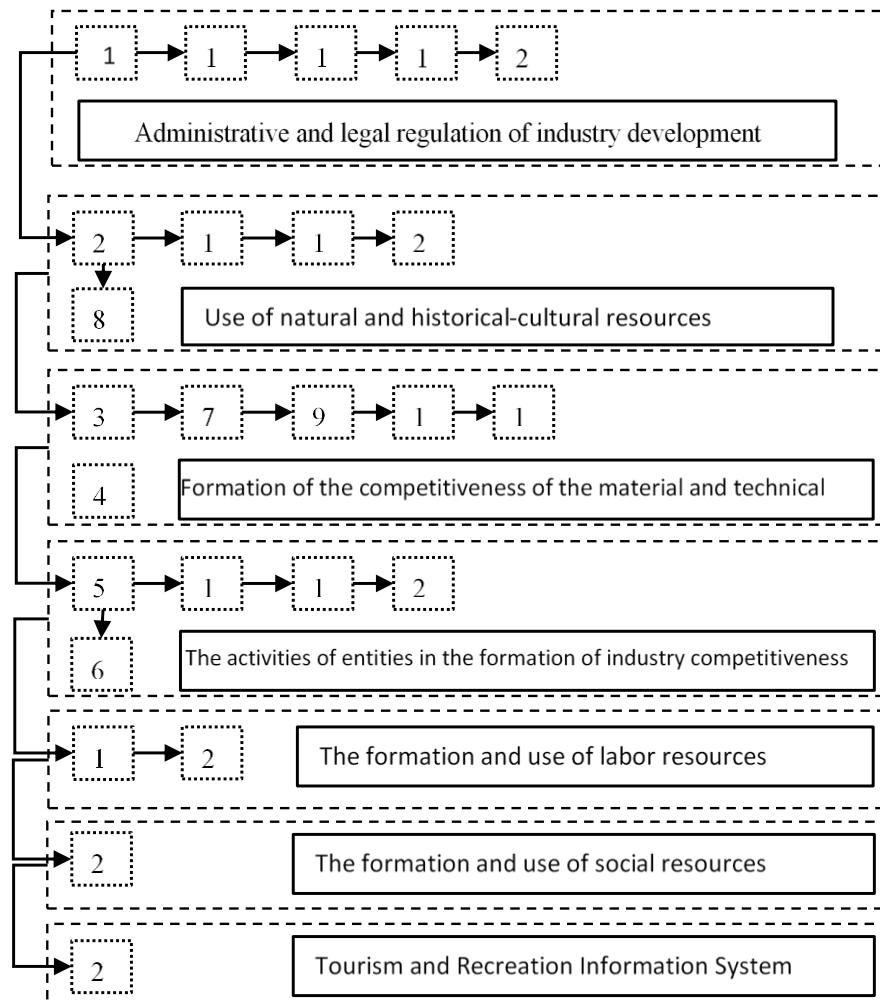 1 1 1 1 2
Administrative and legal regulation of industry development
2 1 1 2
8 Use of natural and historical-cultural resources
3 7 9 1 1
4 Formation of the competitiveness of the material and technical
5 1 1 2
6 The activities of entities in the formation of industry competitiveness
1 2 The formation and use of labor resources
2 The formation and use of social resources
2 Tourism and Recreation Information System